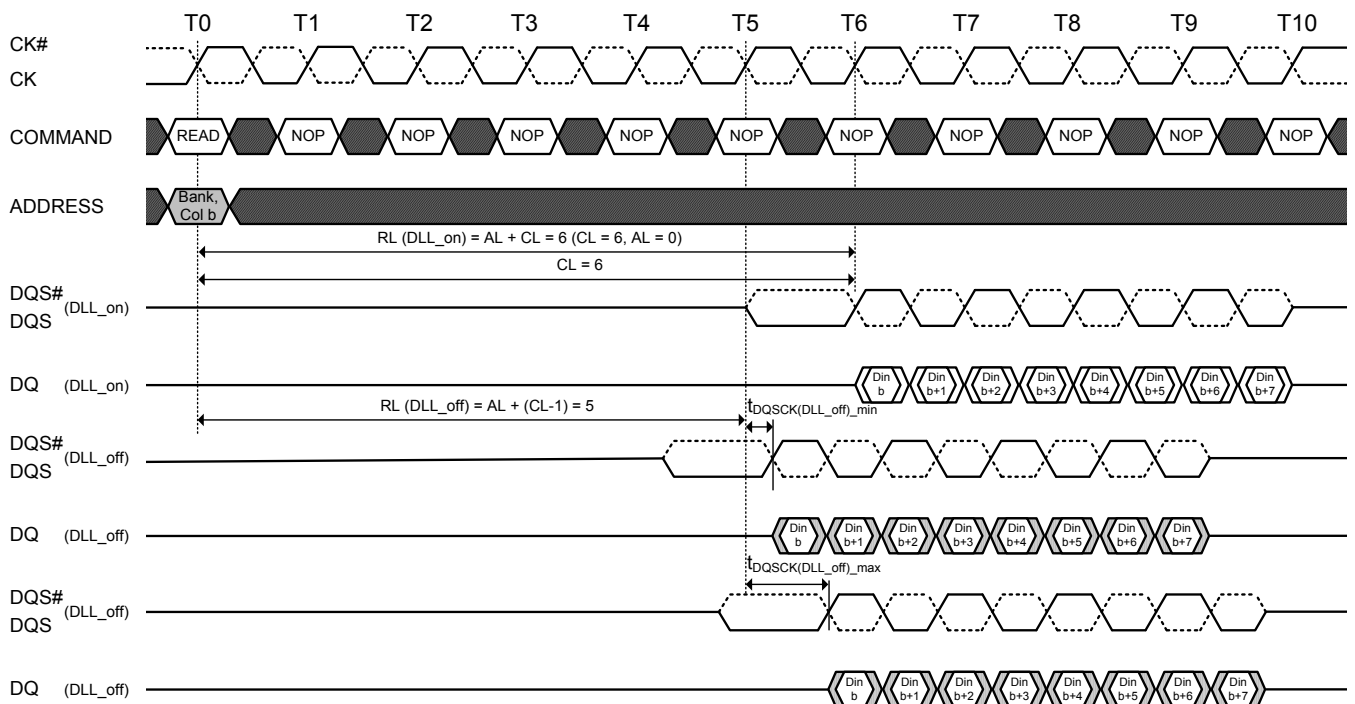 T0 T1 T2 T3 T4 T5 T6 T7 T8 T9 T10
CK#
CK
COMMAND READ NOP NOP NOP NOP NOP NOP NOP NOP NOP NOP
ADDRESS Bank,
Col b
RL (DLL_on) = AL + CL = 6 (CL = 6, AL = 0)
CL = 6
DQS#
(DLL_on)
DQS
DQ (DLL_on) Din Din Din Din Din Din Din Din
b b+1 b+2 b+3 b+4 b+5 b+6 b+7
RL (DLL_off) = AL + (CL-1) = 5 tDQSCK(DLL_off)_min
DQS#
(DLL_off)
DQS
DQ (DLL_off) Din Din Din Din Din Din Din Din
b b+1 b+2 b+3 b+4 b+5 b+6 b+7
tDQSCK(DLL_off)_max
DQS#
(DLL_off)
DQS
DQ (DLL_off) Din Din Din Din Din Din Din Din
b b+1 b+2 b+3 b+4 b+5 b+6 b+7